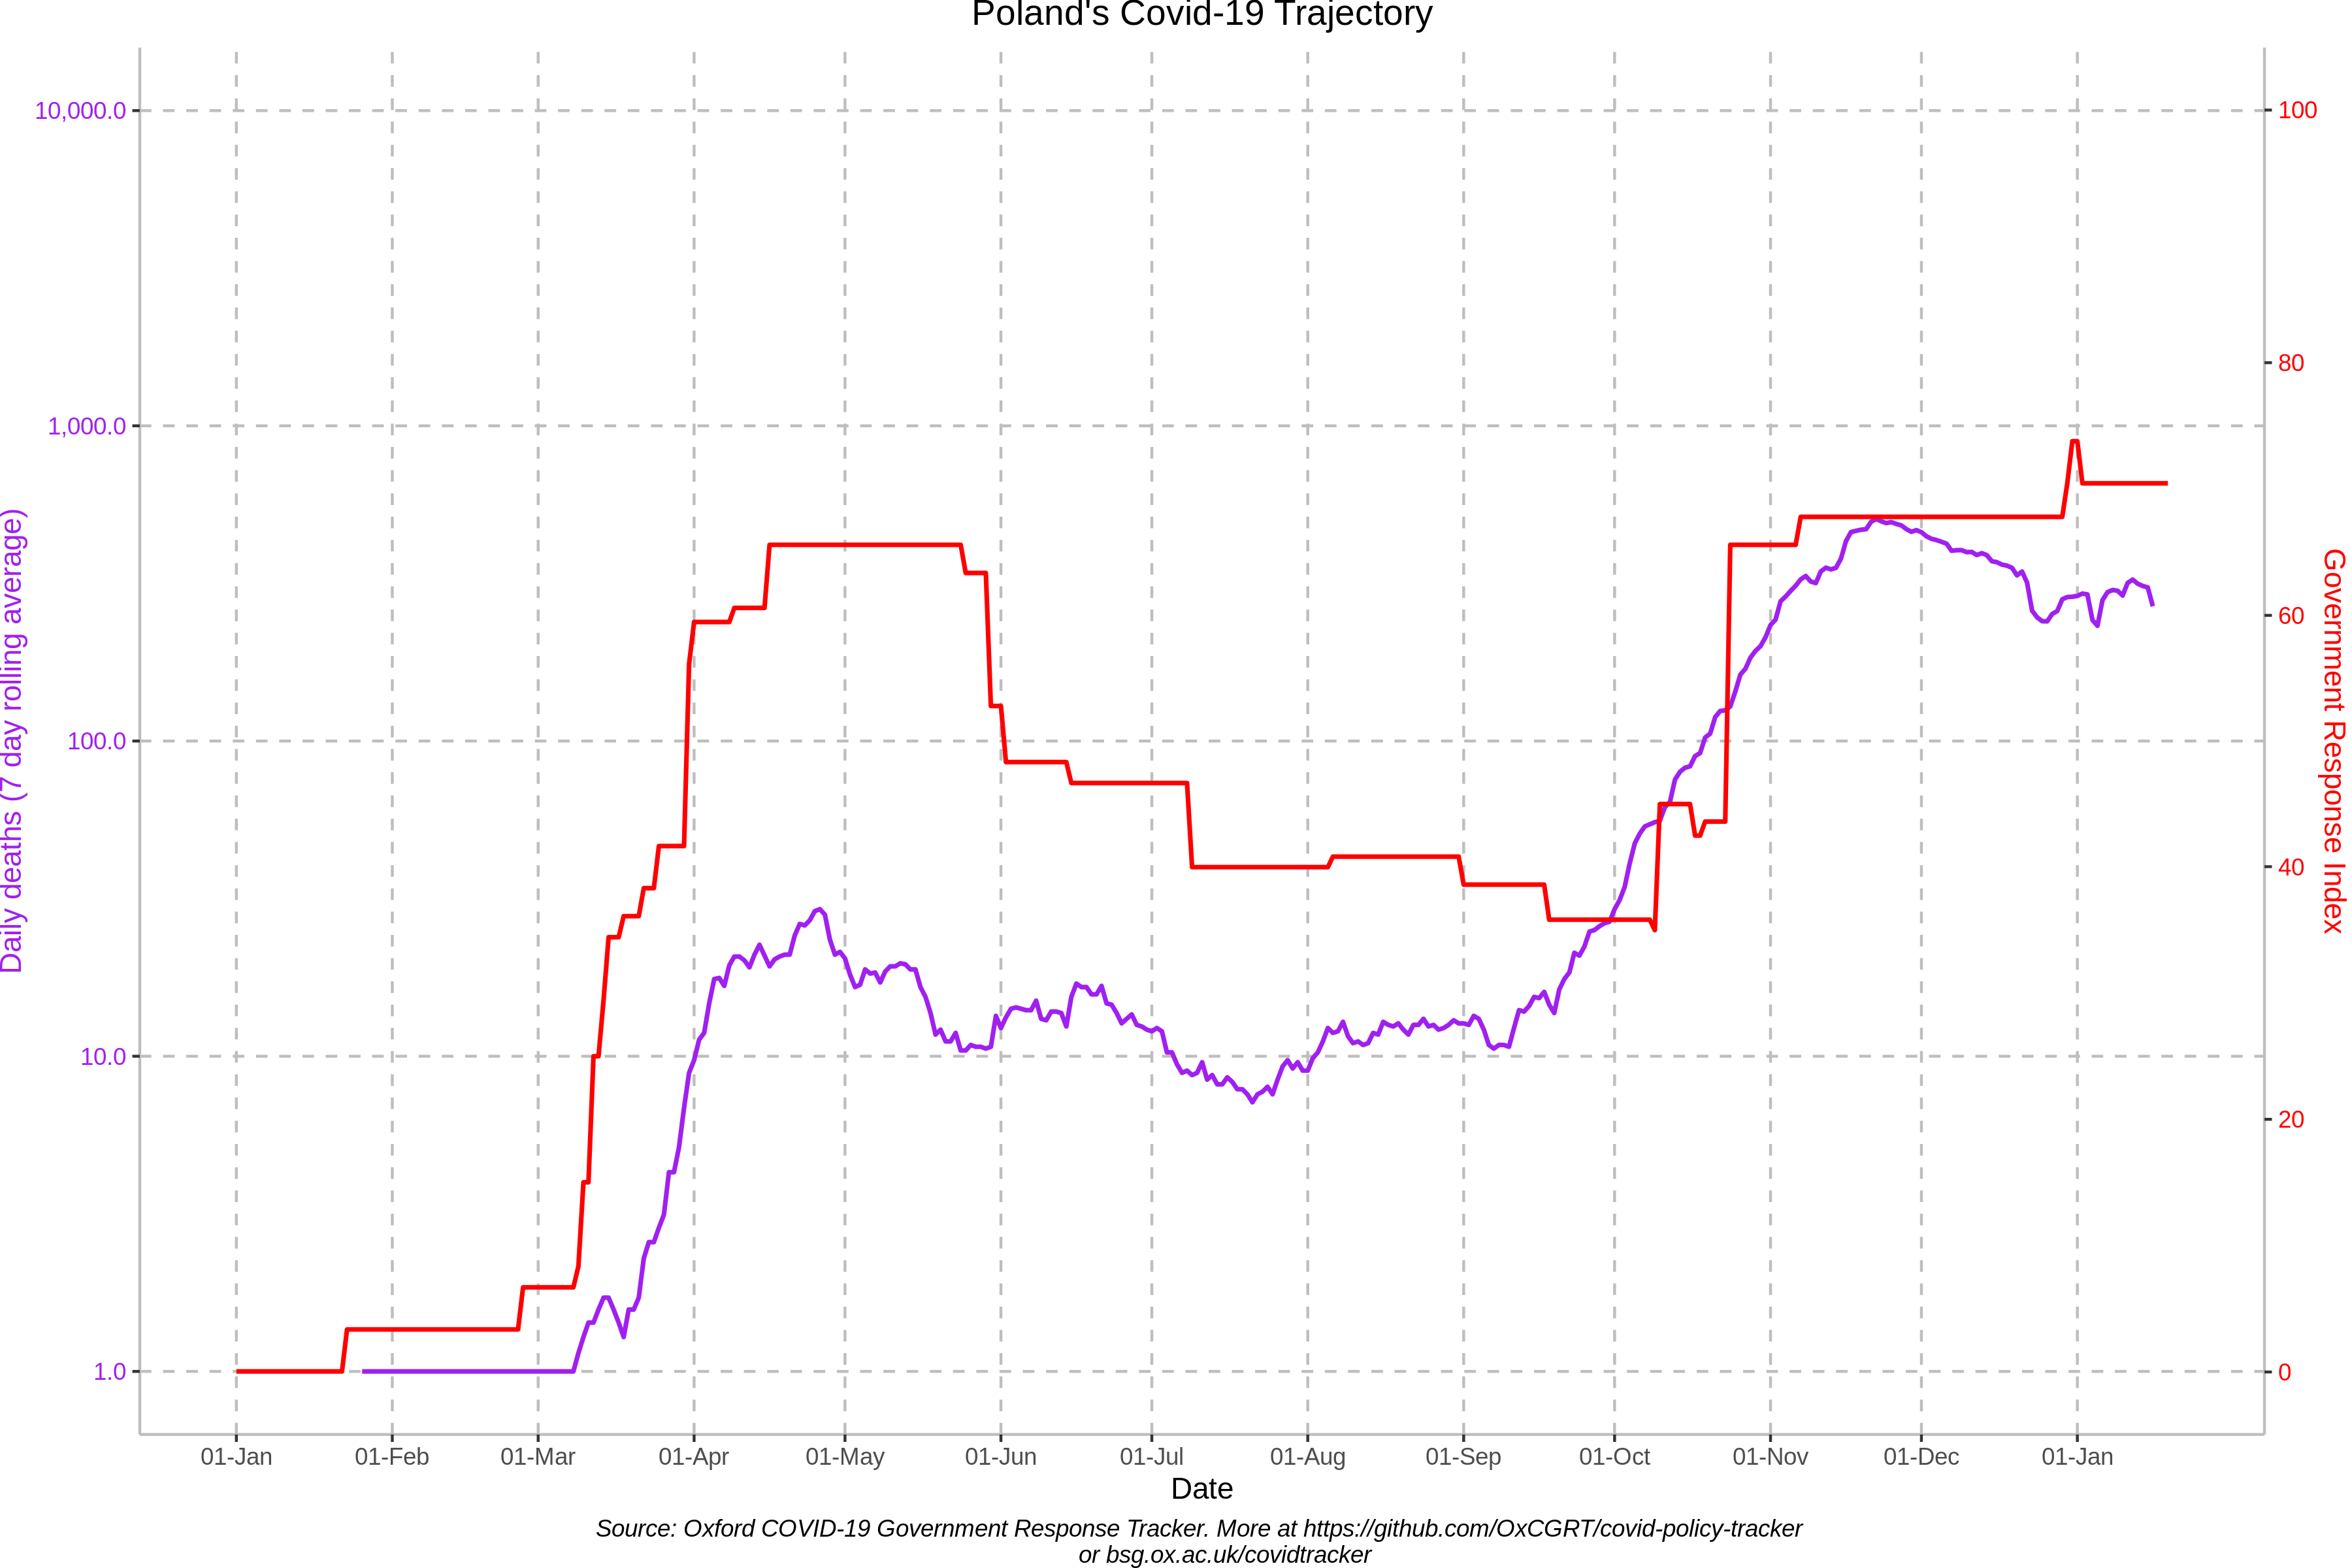 Poland's Covid-19 Trajectory
10,000.0
1,000.0
100.0
10.0
1.0
Daily deaths (7 day rolling average)
100
80
60
40
20
0
Government Response Index
01-Jan
01-Feb
01-Mar
01-Apr
01-May
01-Jun
01-Jul
01-Aug
01-Sep
01-Oct
01-Nov
01-Dec
01-Jan
Date
Source: Oxford COVID-19 Government Response Tracker. More at https://github.com/OxCGRT/covid-policy-tracker
or bsg.ox.ac.uk/covidtracker